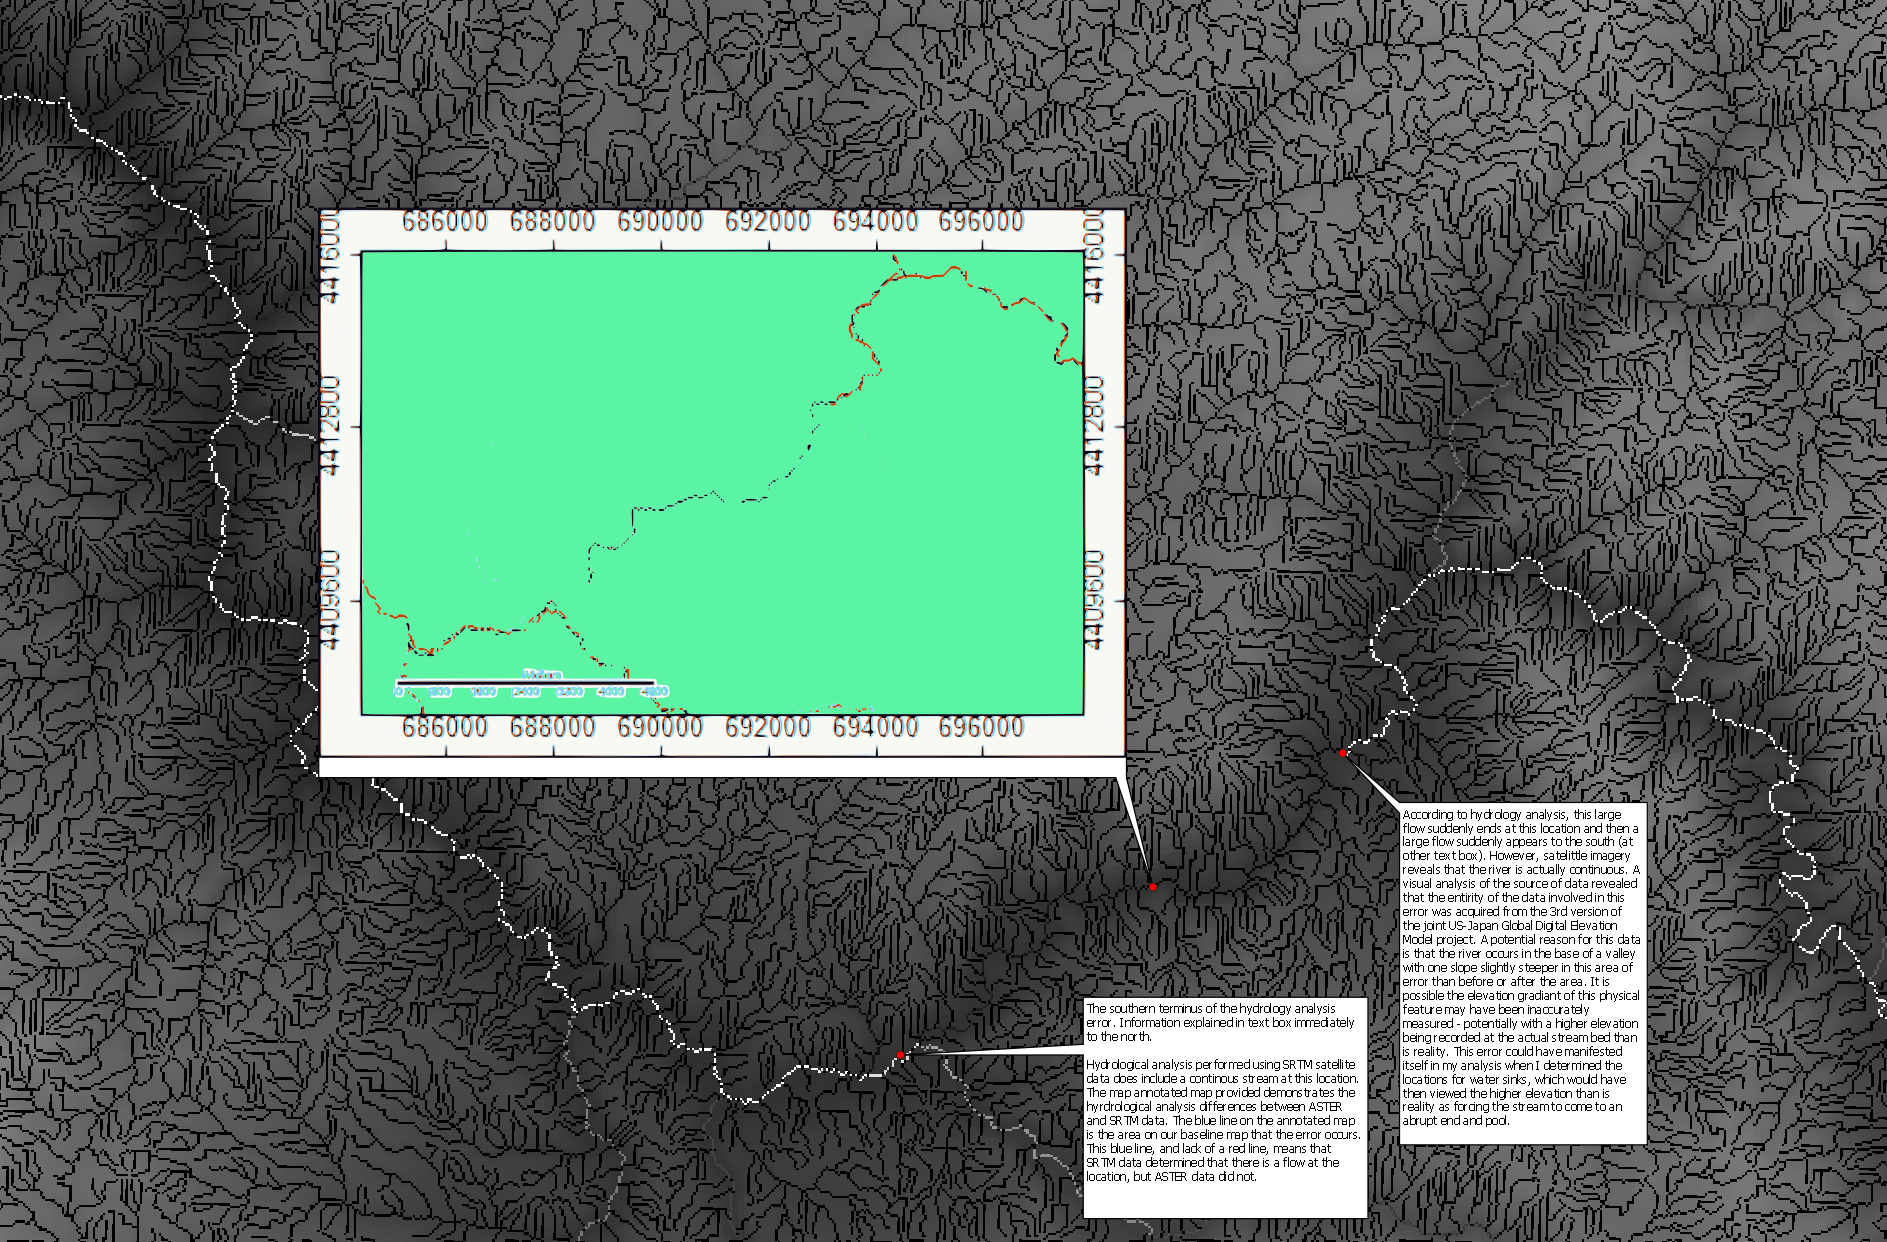 686000 688000 690000 692000 694000 696000
4416000
4416000
4412800
4412800
4409600
4409600
Meters
0 800 1600 2400 3200 4000 4800
686000 688000 690000 692000 694000 696000
According to hydrology analysis, this large
flow suddenly ends at this location and then a
large flow suddenly appears to the south (at
other text box). However, satelittle imagery
reveals that the river is actually continuous. A
visual analysis of the source of data revealed
that the entirity of the data involved in this
error was acquired from the 3rd version of
the joint US-Japan Global Digital Elevation
Model project. A potential reason for this data
is that the river occurs in the base of a valley
with one slope slightly steeper in this area of
error than before or after the area. It is
possible the elevation gradiant of this physical
feature may have been inaccurately
measured - potentially with a higher elevation
being recorded at the actual stream bed than
is reality. This error could have manifested
itself in my analysis when I determined the
locations for water sinks, which would have
then viewed the higher elevation than is
reality as forcing the stream to come to an
abrupt end and pool.
The southern terminus of the hydrology analysis
error. Information explained in text box immediately
to the north.
Hydrological analysis performed using SRTM satellite
data does include a continous stream at this location.
The map annotated map provided demonstrates the
hyrdrological analysis differences between ASTER
and SRTM data. The blue line on the annotated map
is the area on our baseline map that the error occurs.
This blue line, and lack of a red line, means that
SRTM data determined that there is a flow at the
location, but ASTER data did not.